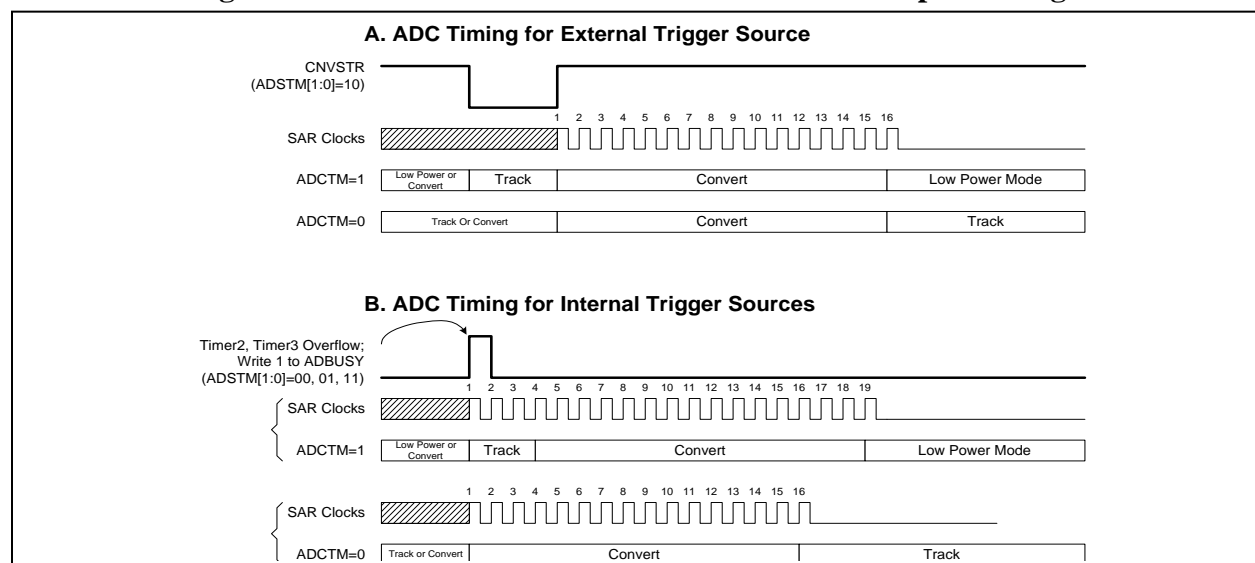 A. ADC Timing for External Trigger Source
CNVSTR
(ADSTM[1:0]=10)
1 2 3 4 5 6 7 8 9 10 11 12 13 14 15 16
SAR Clocks
ADCTM=1
Low Power or
Convert
Track
Convert
Low Power Mode
ADCTM=0
Track Or Convert
Convert
Track
B. ADC Timing for Internal Trigger Sources
Timer2, Timer3 Overflow;
Write 1 to ADBUSY
(ADSTM[1:0]=00, 01, 11)
1 2 3 4 5 6 7 8 9 10 11 12 13 14 15 16 17 18 19
SAR Clocks
ADCTM=1
Low Power or
Convert
Track
Convert
Low Power Mode
1 2 3 4 5 6 7 8 9 10 11 12 13 14 15 16
SAR Clocks
ADCTM=0
Track or Convert
Convert
Track